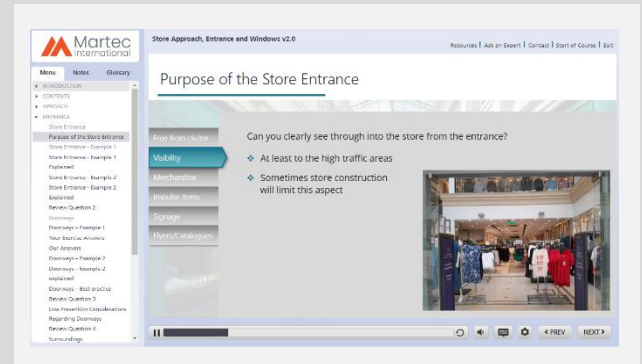 Martec
International
Store Approach, Entrance and Windows v2.0
Resources | Ask an Expert | Contact | Start of Course | Exit
Menu Notes Glossary
INTRODUCTION
CONTENTS
APPROACH
ENTRANCE
Store Entrance
Purpose of the Store Entrance
Store Entrance - Example 1
Store Entrance - Example 1
Explained
Store Entrance - Example 2
Store Entrance - Example 2
Explained
Review Question 2
Doorways
Doorways - Example 1
Your Exercise Answers
Our Answers
Doorways - Example 2
Doorways - Example 2
explained
Doorways - Best practice
Review Question 3
Loss Prevention Considerations
Regarding Doorways
Review Question 4
Surroundings
Purpose of the Store Entrance
Free from clutter
Visibility
Merchandise
Impulse Items
Signage
Flyers/Catalogues
Can you clearly see through into the store from the entrance?
At least to the high traffic areas
Sometimes store construction
will limit this aspect
PREV
NEXT